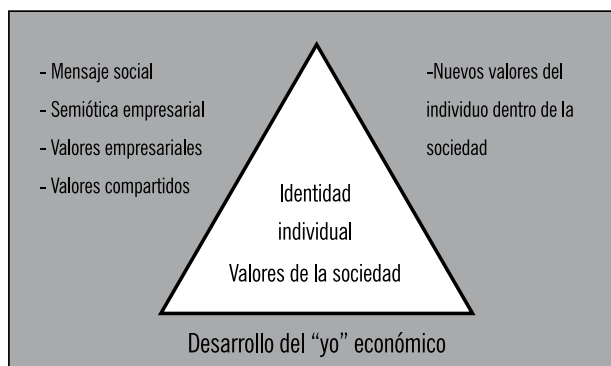 - Mensaje social
- Semiótica empresarial
- Valores empresariales
- Valores compartidos
-Nuevos valores del
individuo dentro de la
sociedad
Identidad
individual
Valores de la sociedad
Desarrollo del “yo” económico